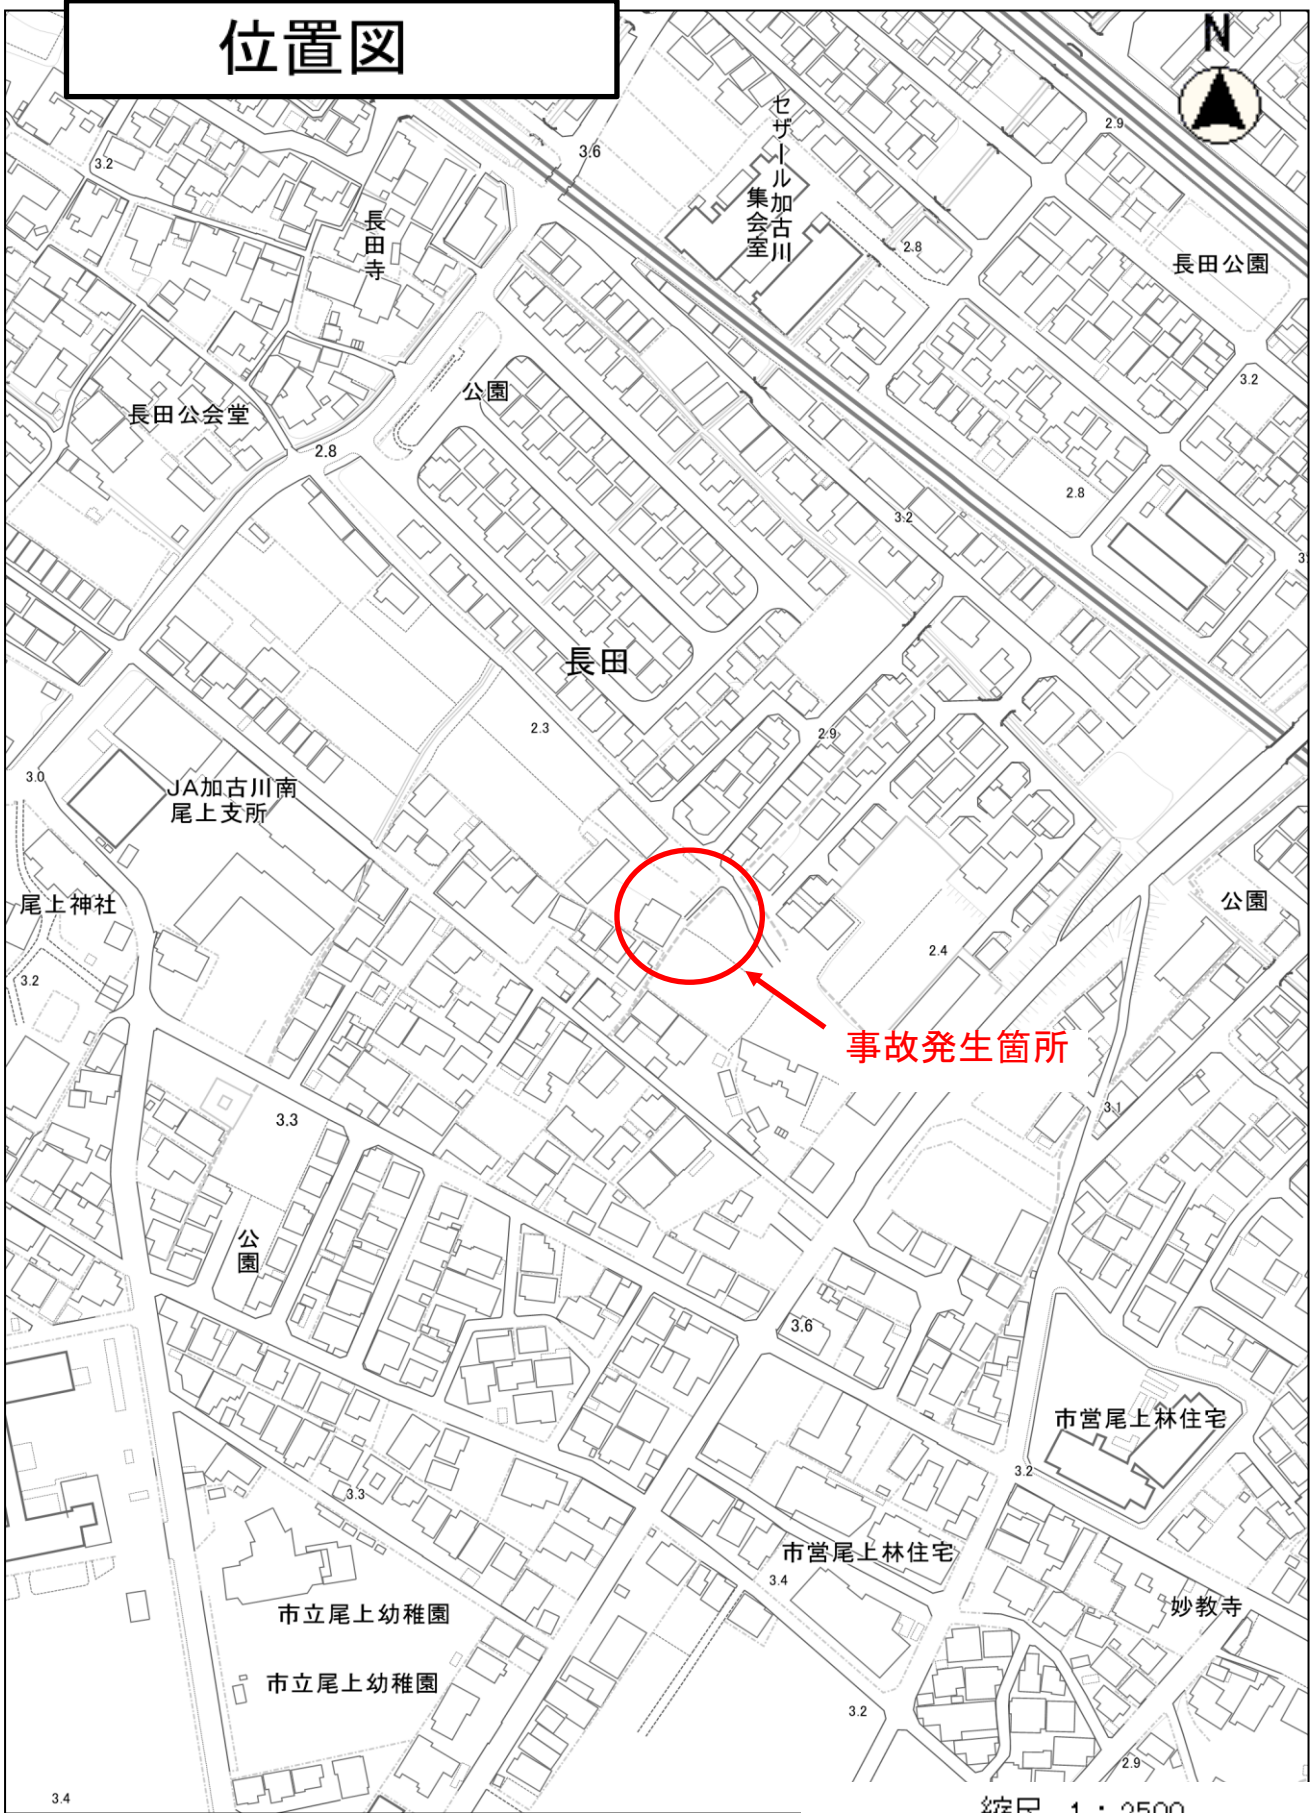 位置図
N
3.2
3.6
2.9
セザール加古川
集会室
長田寺
2.8
長田公園
公園
3.2
長田公会堂
2.8
2.8
3.2
長田
2.3
2.9
3.0
JA加古川南
尾上支所
尾上神社
公園
2.4
3.2
事故発生箇所
3.1
3.3
公園
3.6
市営尾上林住宅
3.2
3.3
市営尾上林住宅
3.4
妙教寺
市立尾上幼稚園
市立尾上幼稚園
3.2
2.9
3.4
縮尺 1：2500